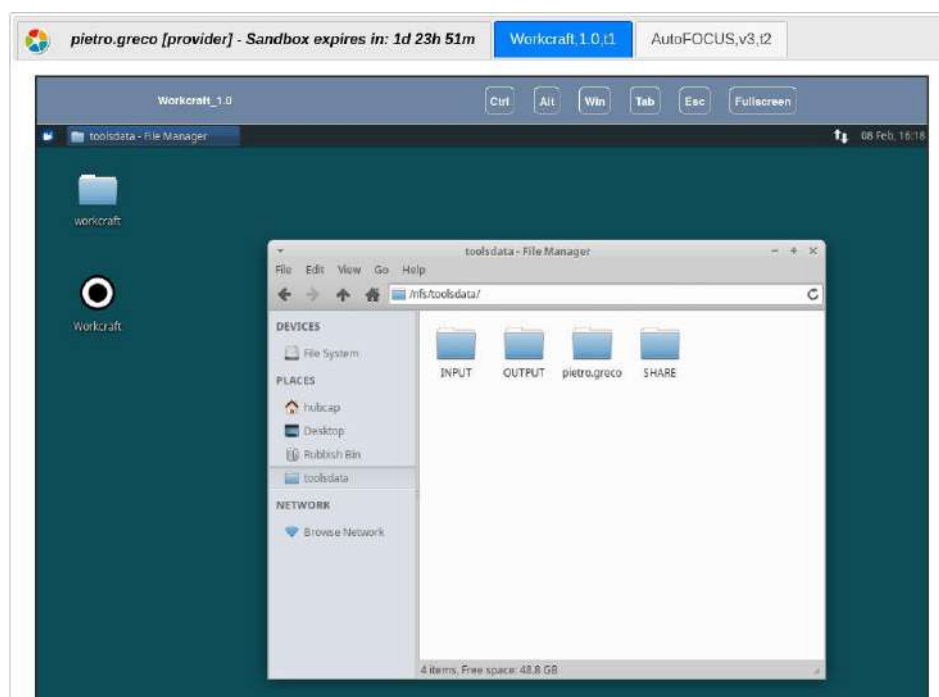 pietro.greco [provider] - Sandbox expires in: 1d 23h 51m Workcraft,1.0,t1 AutoFOCUS,v3,t2
Workcraft_1.0 Ctrl Alt Win Tab Esc Fullscreen
toolsdata - File Manager 08 Feb, 16:18
workcraft
Workcraft
toolsdata - File Manager
File Edit View Go Help
/nfs/toolsdata/
DEVICES
File System
PLACES
hubcap
Desktop
Rubbish Bin
toolsdata
NETWORK
Browse Network
INPUT OUTPUT pietro.greco SHARE
4 items, Free space: 48.8 GB